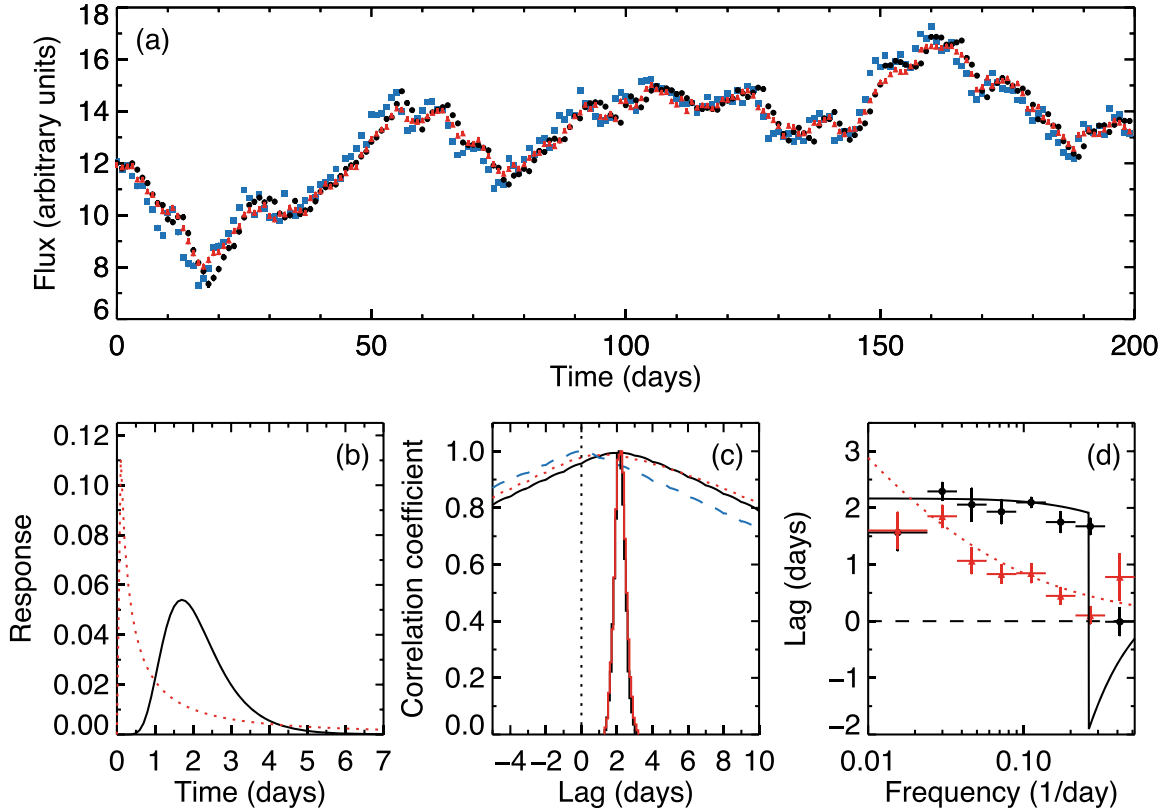 (a)
Flux (arbitrary units)
18
16
14
12
10
8
6
0 50 100 150 200
Time (days)
(b)
Response
0.12
0.10
0.08
0.06
0.04
0.02
0.00
0 1 2 3 4 5 6 7
Time (days)
(c)
Correlation coefficient
1.0
0.8
0.6
0.4
0.2
0.0
−4 −2 0 2 4 6 8 10
Lag (days)
(d)
Lag (days)
3
2
1
0
−1
−2
0.01 0.10
Frequency (1/day)